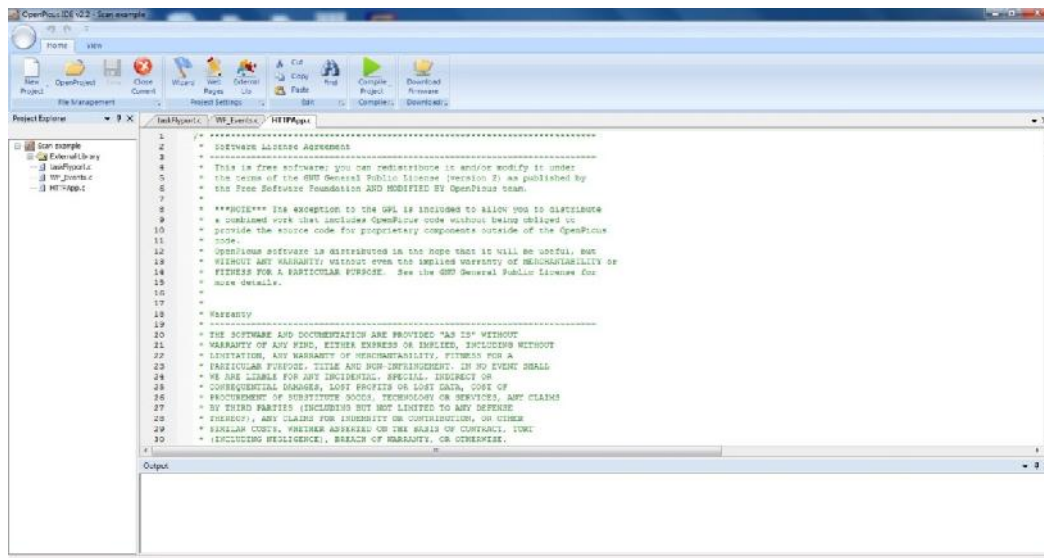 OpenPicus IDE v2.2 - Scan example
Home View
New Project
OpenProject
Save
Close Current
Wizard
Web Pages
External Lib
Cut
Copy
Paste
Find
Compile Project
Download Firmware
File Management
Project Settings
Edit
Compiler
Download
Project Explorer
taskFlyport.c WF_Events.c HTTPApp.c
Scan example
External Library
taskFlyport.c
WF_Events.c
HTTPApp.c
1 /* ****************************************************************************
2 * Software License Agreement
3 * ----------------------------------------------------------------------------
4 * This is free software; you can redistribute it and/or modify it under
5 * the terms of the GNU General Public License (version 2) as published by
6 * the Free Software Foundation AND MODIFIED BY OpenPicus team.
7 *
8 * ***NOTE*** The exception to the GPL is included to allow you to distribute
9 * a combined work that includes OpenPicus code without being obliged to
10 * provide the source code for proprietary components outside of the OpenPicus
11 * code.
12 * OpenPicus software is distributed in the hope that it will be useful, but
13 * WITHOUT ANY WARRANTY; without even the implied warranty of MERCHANTABILITY or
14 * FITNESS FOR A PARTICULAR PURPOSE. See the GNU General Public License for
15 * more details.
16 *
17 *
18 * Warranty
19 * ----------------------------------------------------------------------------
20 * THE SOFTWARE AND DOCUMENTATION ARE PROVIDED "AS IS" WITHOUT
21 * WARRANTY OF ANY KIND, EITHER EXPRESS OR IMPLIED, INCLUDING WITHOUT
22 * LIMITATION, ANY WARRANTY OF MERCHANTABILITY, FITNESS FOR A
23 * PARTICULAR PURPOSE, TITLE AND NON-INFRINGEMENT. IN NO EVENT SHALL
24 * WE ARE LIABLE FOR ANY INCIDENTAL, SPECIAL, INDIRECT OR
25 * CONSEQUENTIAL DAMAGES, LOST PROFITS OR LOST DATA, COST OF
26 * PROCUREMENT OF SUBSTITUTE GOODS, TECHNOLOGY OR SERVICES, ANY CLAIMS
27 * BY THIRD PARTIES (INCLUDING BUT NOT LIMITED TO ANY DEFENSE
28 * THEREOF), ANY CLAIMS FOR INDEMNITY OR CONTRIBUTION, OR OTHER
29 * SIMILAR COSTS, WHETHER ASSERTED ON THE BASIS OF CONTRACT, TORT
30 * (INCLUDING NEGLIGENCE), BREACH OF WARRANTY, OR OTHERWISE.
Output